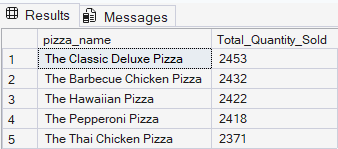 Results Messages
pizza_name Total_Quantity_Sold
1 The Classic Deluxe Pizza 2453
2 The Barbecue Chicken Pizza 2432
3 The Hawaiian Pizza 2422
4 The Pepperoni Pizza 2418
5 The Thai Chicken Pizza 2371